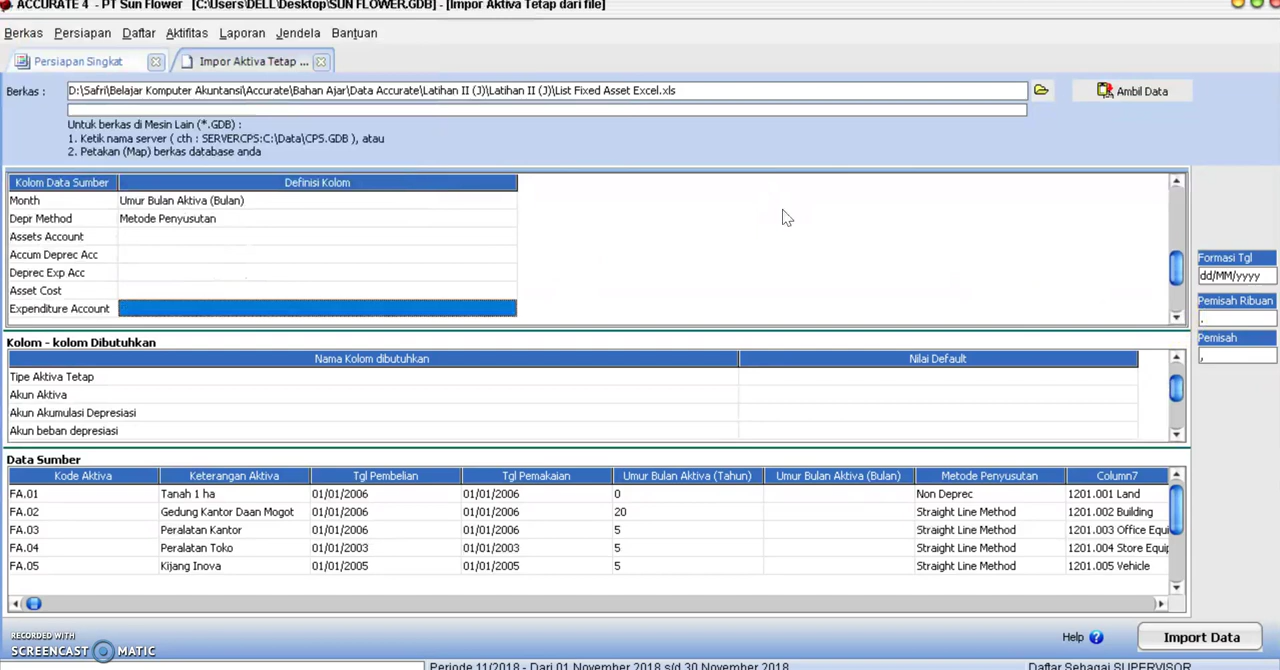 ACCURATE 4 - PT Sun Flower [C:\Users\DELL\Desktop\SUN FLOWER.GDB] - [Impor Aktiva Tetap dari file]
Berkas Persiapan Daftar Aktifitas Laporan Jendela Bantuan
Persiapan Singkat Impor Aktiva Tetap ...
Berkas : D:\Safri\Belajar Komputer Akuntansi\Accurate\Bahan Ajar\Data Accurate\Latihan II (J)\Latihan II (J)\List Fixed Asset Excel.xls Ambil Data
Untuk berkas di Mesin Lain (*.GDB) :
1. Ketik nama server ( cth : SERVERCPS:C:\Data\CPS.GDB ), atau
2. Petakan (Map) berkas database anda
Kolom Data Sumber Definisi Kolom
Month Umur Bulan Aktiva (Bulan)
Depr Method Metode Penyusutan
Assets Account
Accum Deprec Acc
Deprec Exp Acc
Asset Cost
Expenditure Account
Formasi Tgl
dd/MM/yyyy
Pemisah Ribuan
.
Pemisah
,
Kolom - kolom Dibutuhkan
Nama Kolom dibutuhkan Nilai Default
Tipe Aktiva Tetap
Akun Aktiva
Akun Akumulasi Depresiasi
Akun beban depresiasi
Data Sumber
Kode Aktiva Keterangan Aktiva Tgl Pembelian Tgl Pemakaian Umur Bulan Aktiva (Tahun) Umur Bulan Aktiva (Bulan) Metode Penyusutan Column7
FA.01 Tanah 1 ha 01/01/2006 01/01/2006 0 Non Deprec 1201.001 Land
FA.02 Gedung Kantor Daan Mogot 01/01/2006 01/01/2006 20 Straight Line Method 1201.002 Building
FA.03 Peralatan Kantor 01/01/2006 01/01/2006 5 Straight Line Method 1201.003 Office Equi
FA.04 Peralatan Toko 01/01/2003 01/01/2003 5 Straight Line Method 1201.004 Store Equip
FA.05 Kijang Inova 01/01/2005 01/01/2005 5 Straight Line Method 1201.005 Vehicle
Help ? Import Data
RECORDED WITH
SCREENCAST MATIC
Periode 11/2018 - Dari 01 November 2018 s/d 30 November 2018 Daftar Sebagai SUPERVISOR